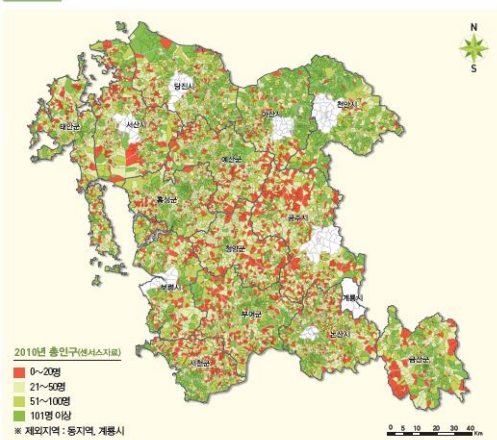 N
S
당진시
천안시
아산시
서산시
태안군
예산군
홍성군
공주시
청양군
보령시
계룡시
부여군
논산시
서천군
금산군
2010년 총인구(센서스자료)
0~20명
21~50명
51~100명
101명 이상
※ 제외지역 : 동지역, 계룡시
0 5 10 20 30 40
Km